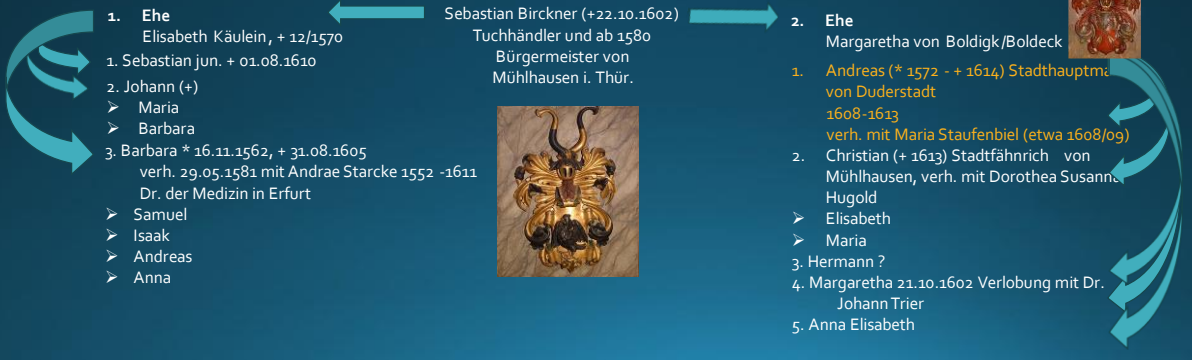 1. Ehe
Elisabeth Käulein, + 12/1570
1. Sebastian jun. + 01.08.1610
2. Johann (+)
➢ Maria
➢ Barbara
3. Barbara * 16.11.1562, + 31.08.1605
verh. 29.05.1581 mit Andrae Starcke 1552 -1611
Dr. der Medizin in Erfurt
➢ Samuel
➢ Isaak
➢ Andreas
➢ Anna
Sebastian Birckner (+22.10.1602)
Tuchhändler und ab 1580
Bürgermeister von
Mühlhausen i. Thür.
2. Ehe
Margaretha von Boldigk/Boldeck
1. Andreas (* 1572 - + 1614)
von Duderstadt
1608-1613
verh. mit Maria Staufenbiel (etwa 1608/09)
2. Christian (+ 1613) Stadtfähnrich von
Mühlhausen, verh. mit Dorothea Susanna
Hugold
➢ Elisabeth
➢ Maria
3. Hermann ?
4. Margaretha 21.10.1602 Verlobung mit Dr.
Johann Trier
5. Anna Elisabeth